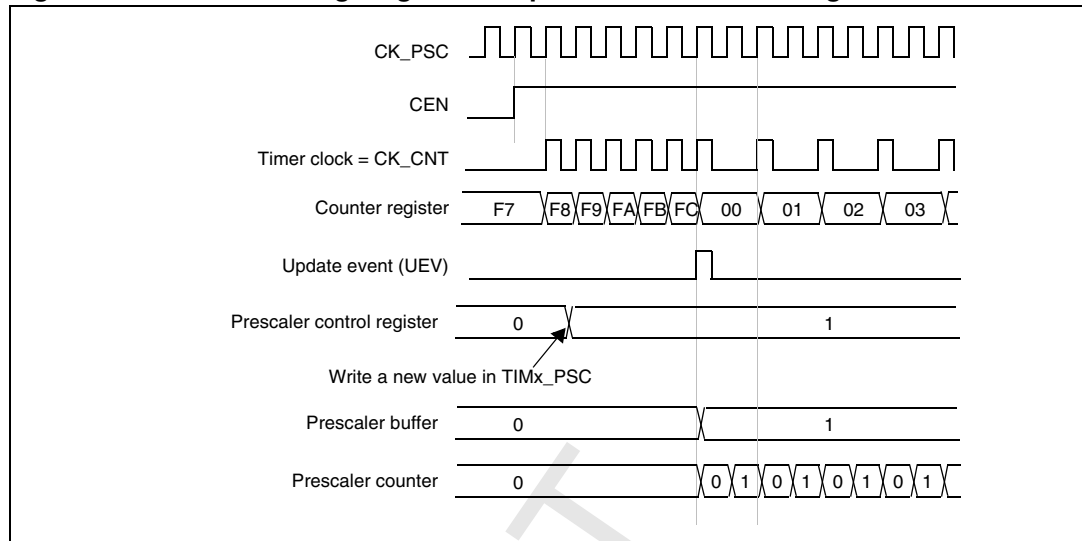 CK_PSC
CEN
Timer clock = CK_CNT
Counter register F7 F8 F9 FA FB FC 00 01 02 03
Update event (UEV)
Prescaler control register 0 1
Write a new value in TIMx_PSC
Prescaler buffer 0 1
Prescaler counter 0 0 1 0 1 0 1 0 1